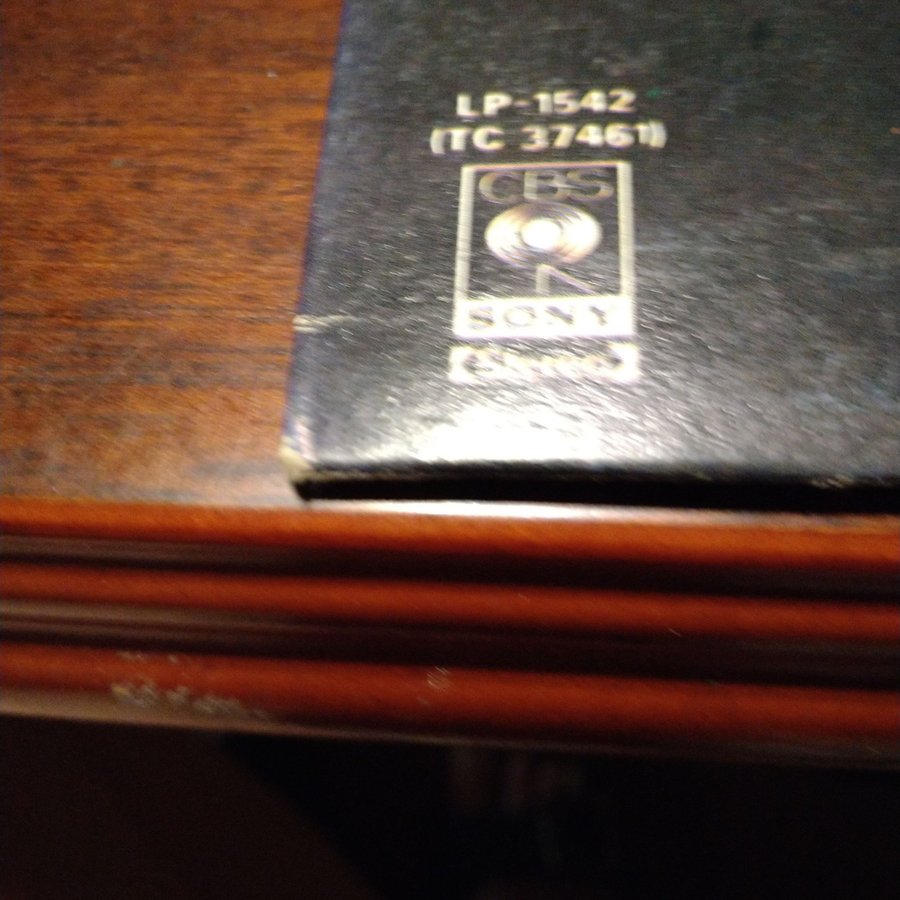 LP-1542
(TC 37461)
CBS
SONY
Stereo